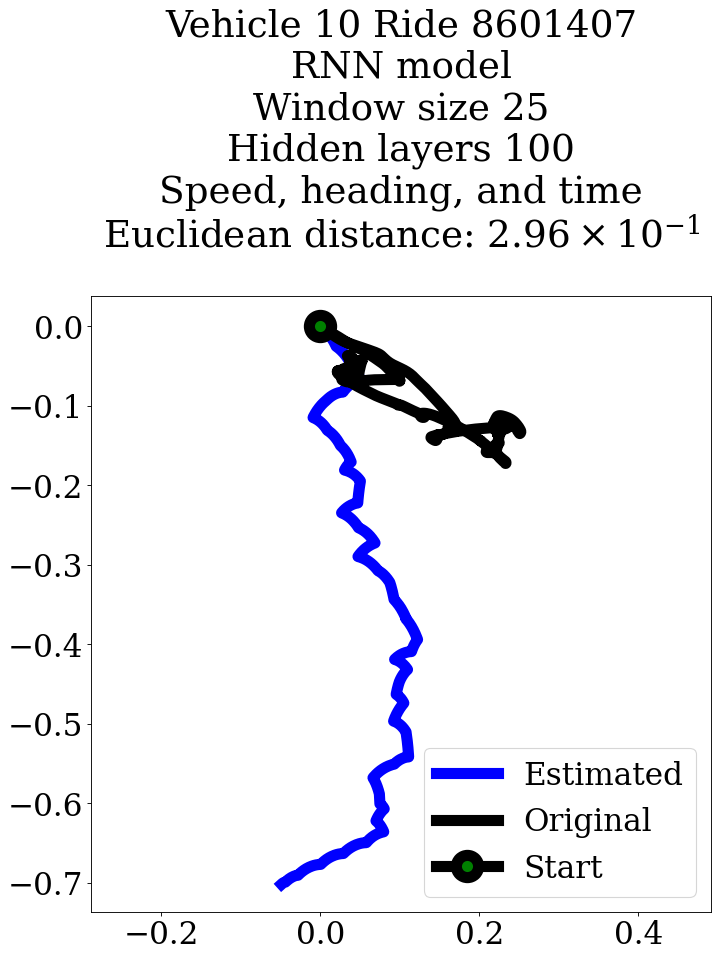 Vehicle 10 Ride 8601407
RNN model
Window size 25
Hidden layers 100
Speed, heading, and time
Euclidean distance: 2.96 × 10⁻¹
0.0
−0.1
−0.2
−0.3
−0.4
−0.5
−0.6
−0.7
Estimated
Original
Start
−0.2 0.0 0.2 0.4